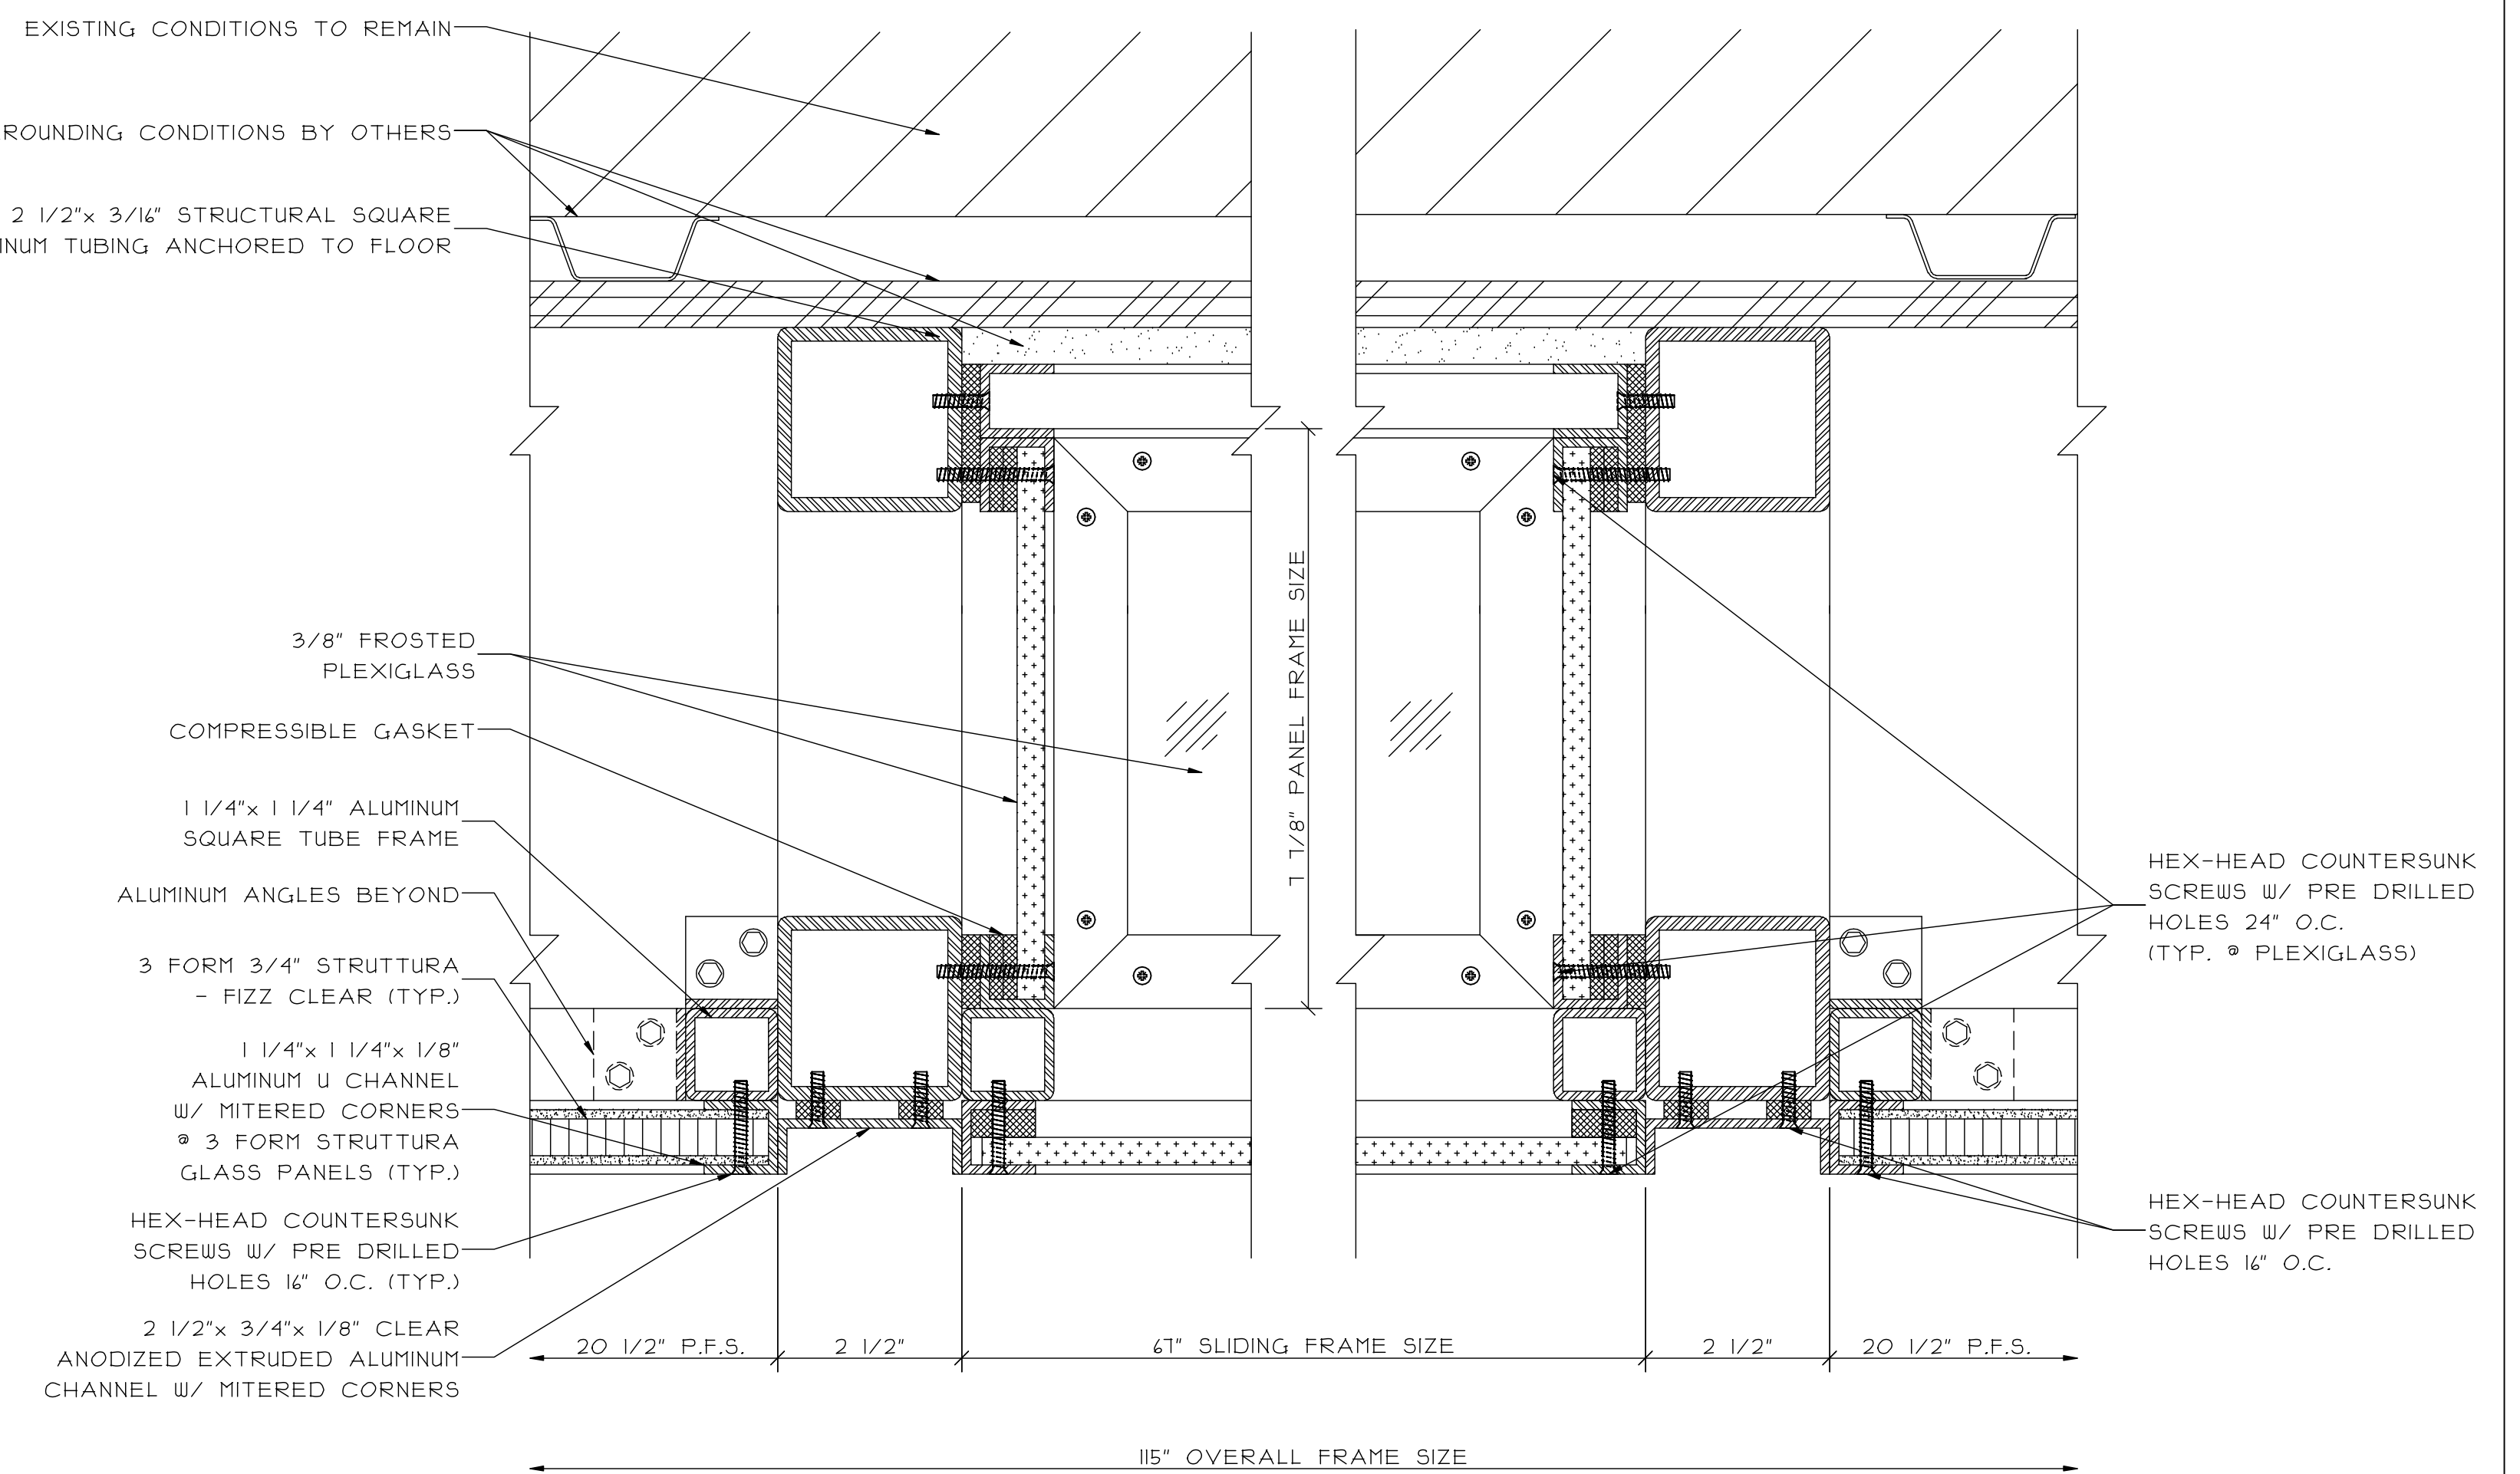 EXISTING CONDITIONS TO REMAIN
ROUNDING CONDITIONS BY OTHERS
2 1/2"x 3/16" STRUCTURAL SQUARE
INUM TUBING ANCHORED TO FLOOR
3/8" FROSTED
PLEXIGLASS
COMPRESSIBLE GASKET
1 1/4"x 1 1/4" ALUMINUM
SQUARE TUBE FRAME
ALUMINUM ANGLES BEYOND
3 FORM 3/4" STRUTTURA
- FIZZ CLEAR (TYP.)
1 1/4"x 1 1/4"x 1/8"
ALUMINUM U CHANNEL
W/ MITERED CORNERS
@ 3 FORM STRUTTURA
GLASS PANELS (TYP.)
HEX-HEAD COUNTERSUNK
SCREWS W/ PRE DRILLED
HOLES 16" O.C. (TYP.)
2 1/2"x 3/4"x 1/8" CLEAR
ANODIZED EXTRUDED ALUMINUM
CHANNEL W/ MITERED CORNERS
7 7/8" PANEL FRAME SIZE
HEX-HEAD COUNTERSUNK
SCREWS W/ PRE DRILLED
HOLES 24" O.C.
(TYP. @ PLEXIGLASS)
HEX-HEAD COUNTERSUNK
SCREWS W/ PRE DRILLED
HOLES 16" O.C.
20 1/2" P.F.S.
2 1/2"
67" SLIDING FRAME SIZE
2 1/2"
20 1/2" P.F.S.
115" OVERALL FRAME SIZE